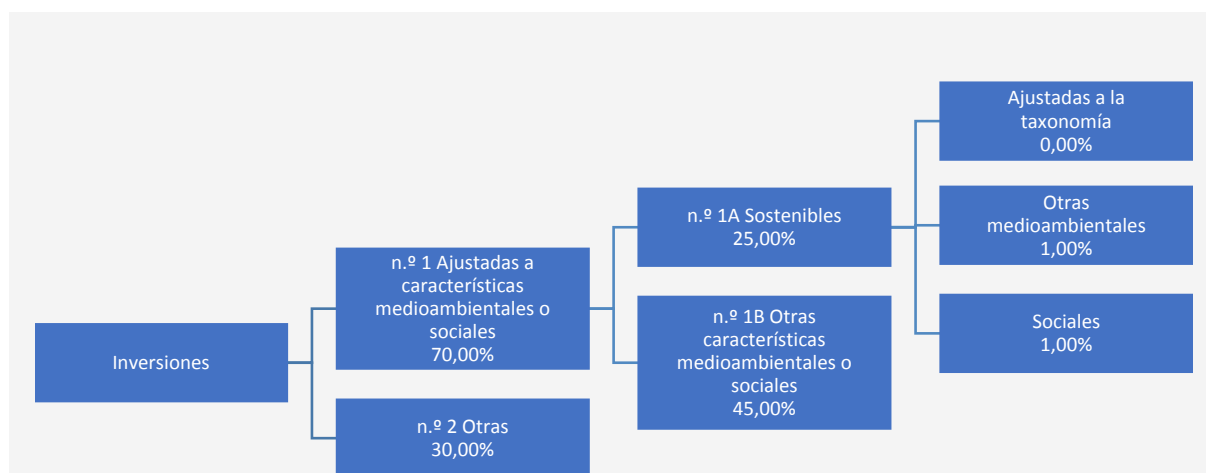 Inversiones
n.º 1 Ajustadas a
características
medioambientales o
sociales
70,00%
n.º 2 Otras
30,00%
n.º 1A Sostenibles
25,00%
n.º 1B Otras
características
medioambientales o
sociales
45,00%
Ajustadas a la
taxonomía
0,00%
Otras
medioambientales
1,00%
Sociales
1,00%